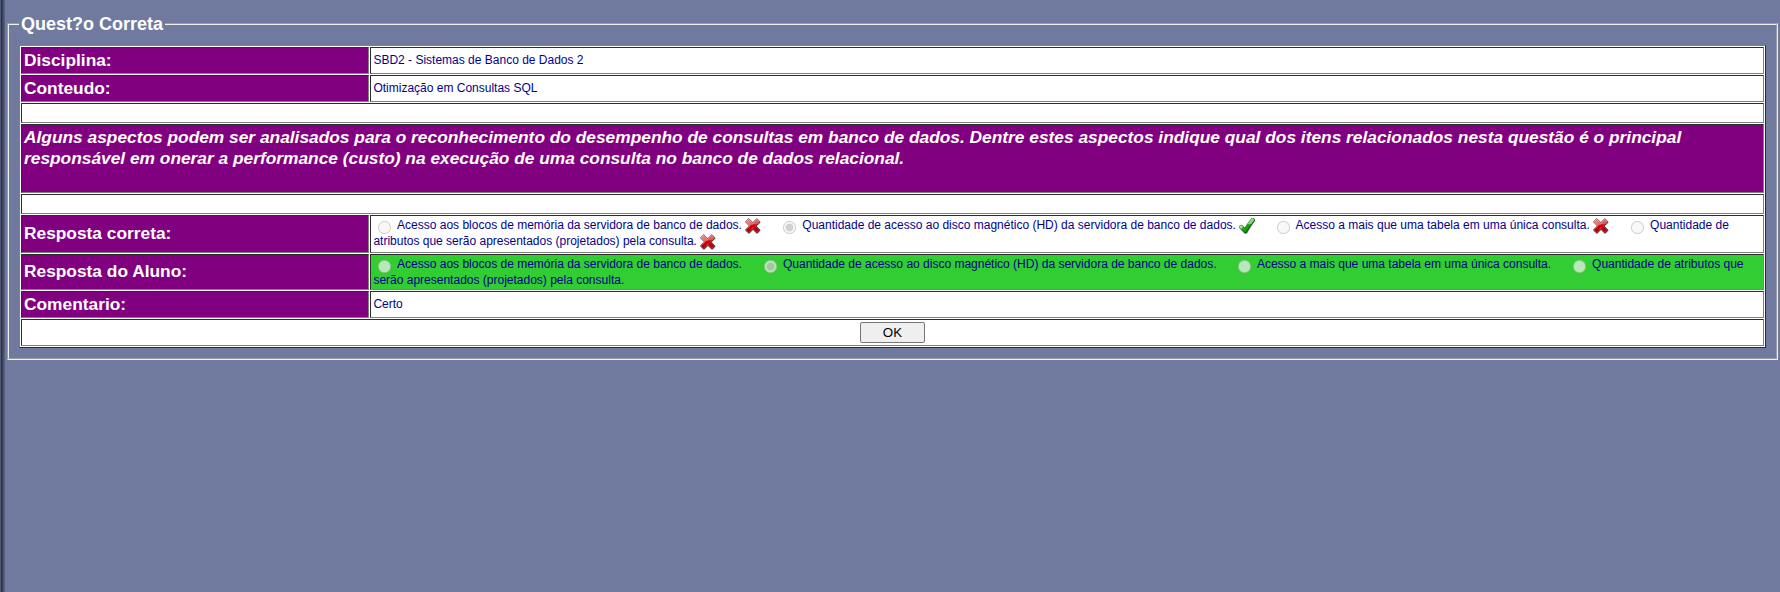 Quest?o Correta
Disciplina: SBD2 - Sistemas de Banco de Dados 2
Conteudo: Otimização em Consultas SQL
Alguns aspectos podem ser analisados para o reconhecimento do desempenho de consultas em banco de dados. Dentre estes aspectos indique qual dos itens relacionados nesta questão é o principal
responsável em onerar a performance (custo) na execução de uma consulta no banco de dados relacional.
Resposta correta: Acesso aos blocos de memória da servidora de banco de dados. Quantidade de acesso ao disco magnético (HD) da servidora de banco de dados. Acesso a mais que uma tabela em uma única consulta. Quantidade de
atributos que serão apresentados (projetados) pela consulta.
Resposta do Aluno: Acesso aos blocos de memória da servidora de banco de dados. Quantidade de acesso ao disco magnético (HD) da servidora de banco de dados. Acesso a mais que uma tabela em uma única consulta. Quantidade de atributos que
serão apresentados (projetados) pela consulta.
Comentario: Certo
OK